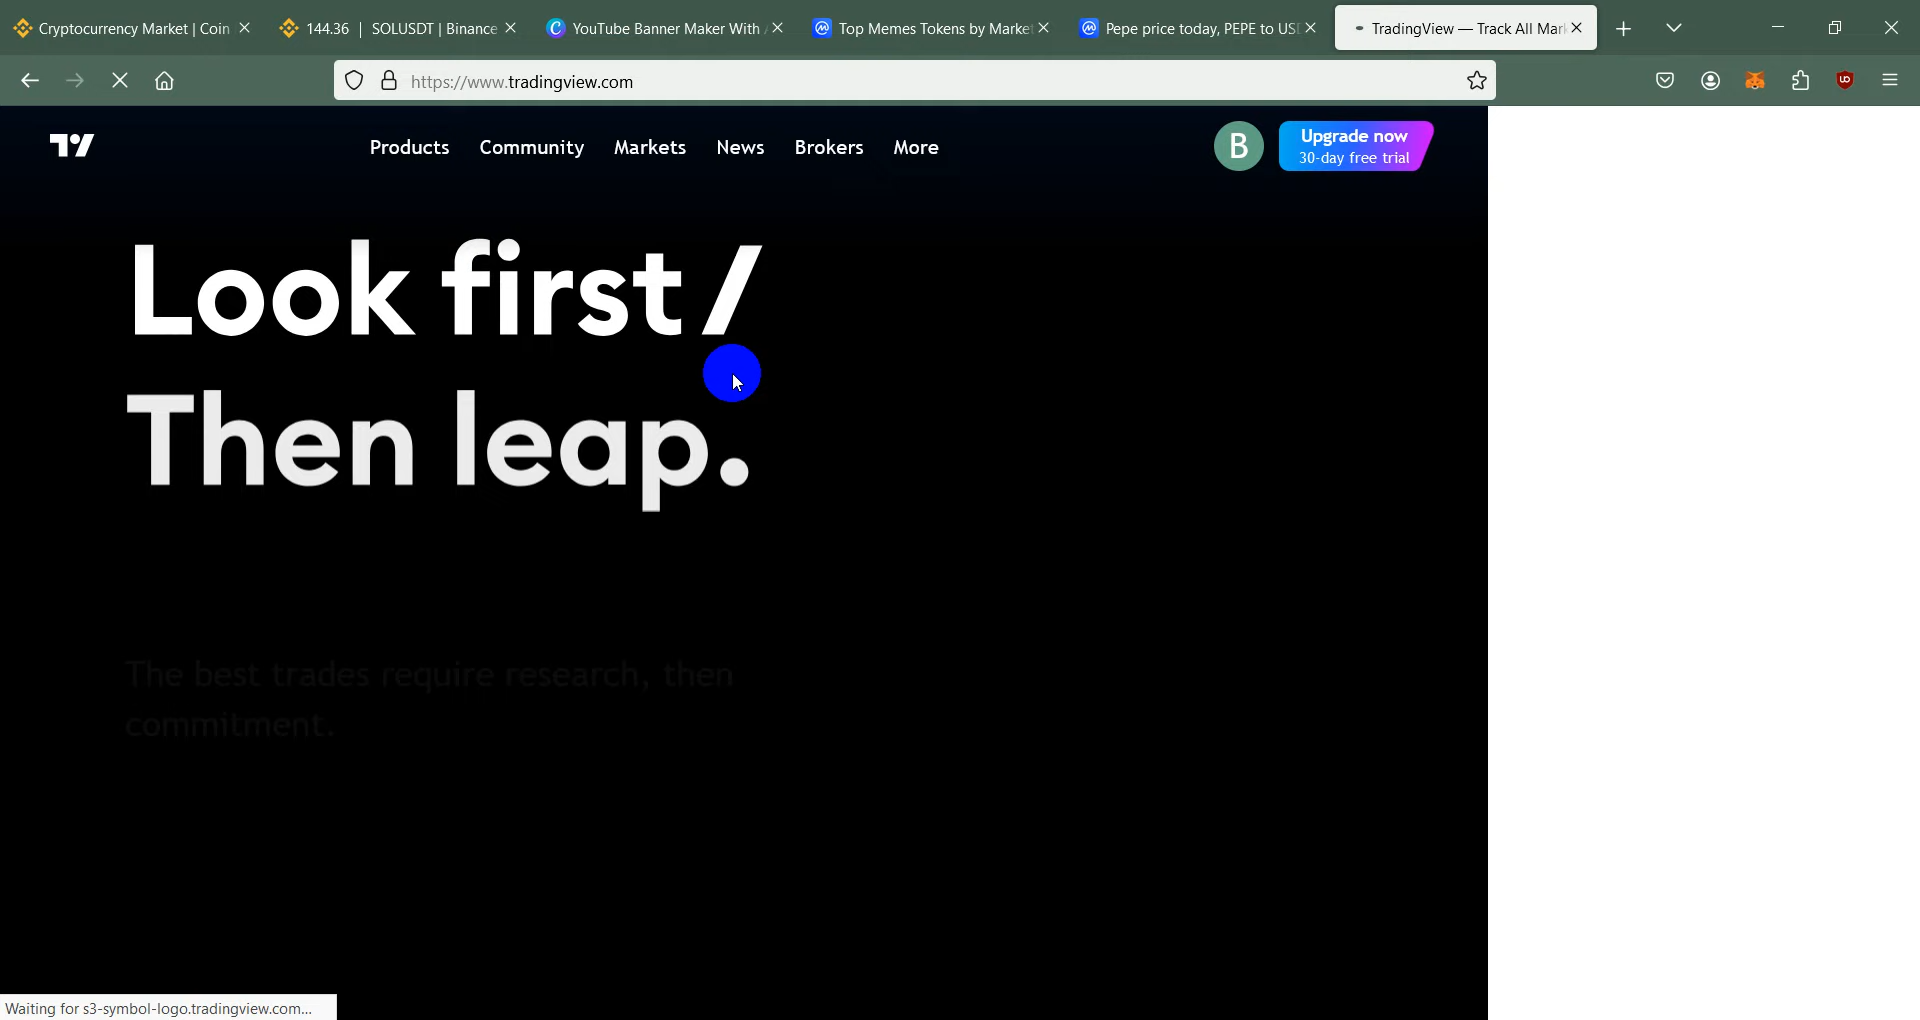 Cryptocurrency Market | Coin
144.36 | SOLUSDT | Binance
YouTube Banner Maker With
Top Memes Tokens by Market
Pepe price today, PEPE to US
TradingView — Track All Mar
https://www.tradingview.com
Products
Community
Markets
News
Brokers
More
B
Upgrade now
30-day free trial
Look first /
Then leap.
The best trades require research, then
commitment.
Waiting for s3-symbol-logo.tradingview.com...